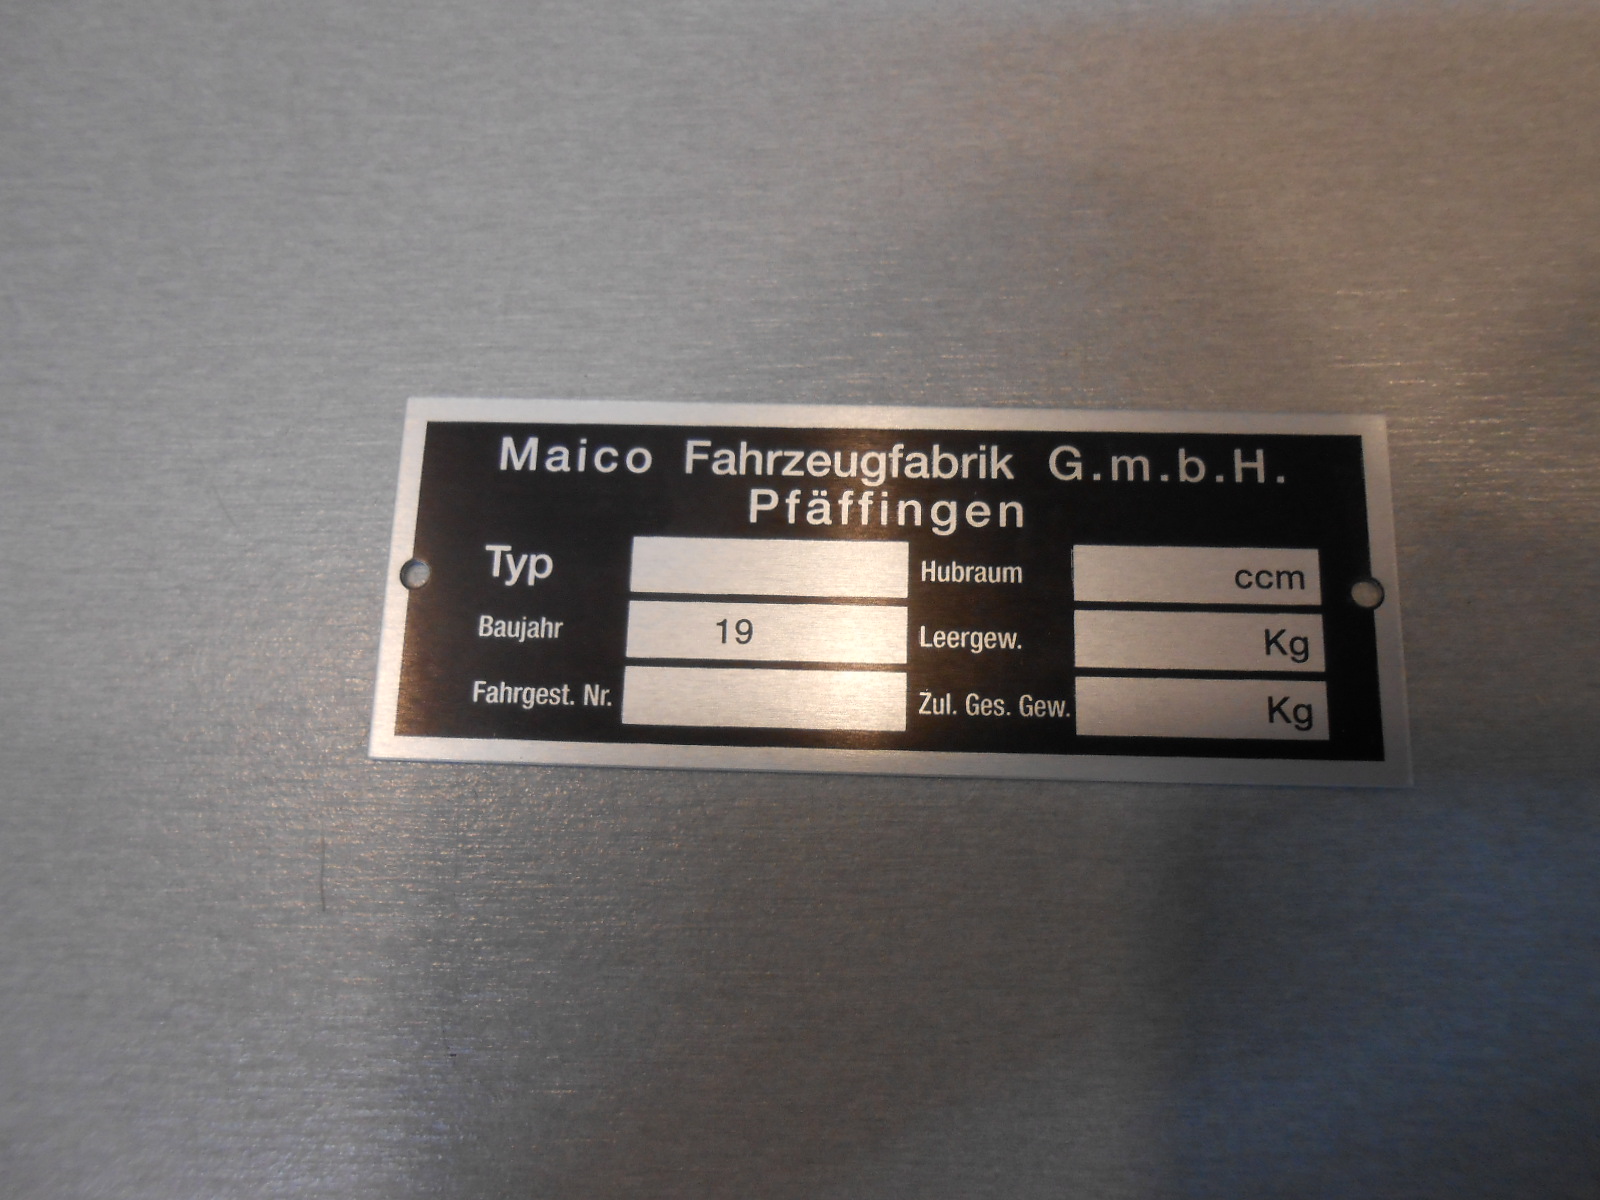 Maico Fahrzeugfabrik G.m.b.H.
Pfäffingen
Typ Hubraum ccm
Baujahr 19 Leergew. Kg
Fahrgest. Nr. Zul. Ges. Gew. Kg